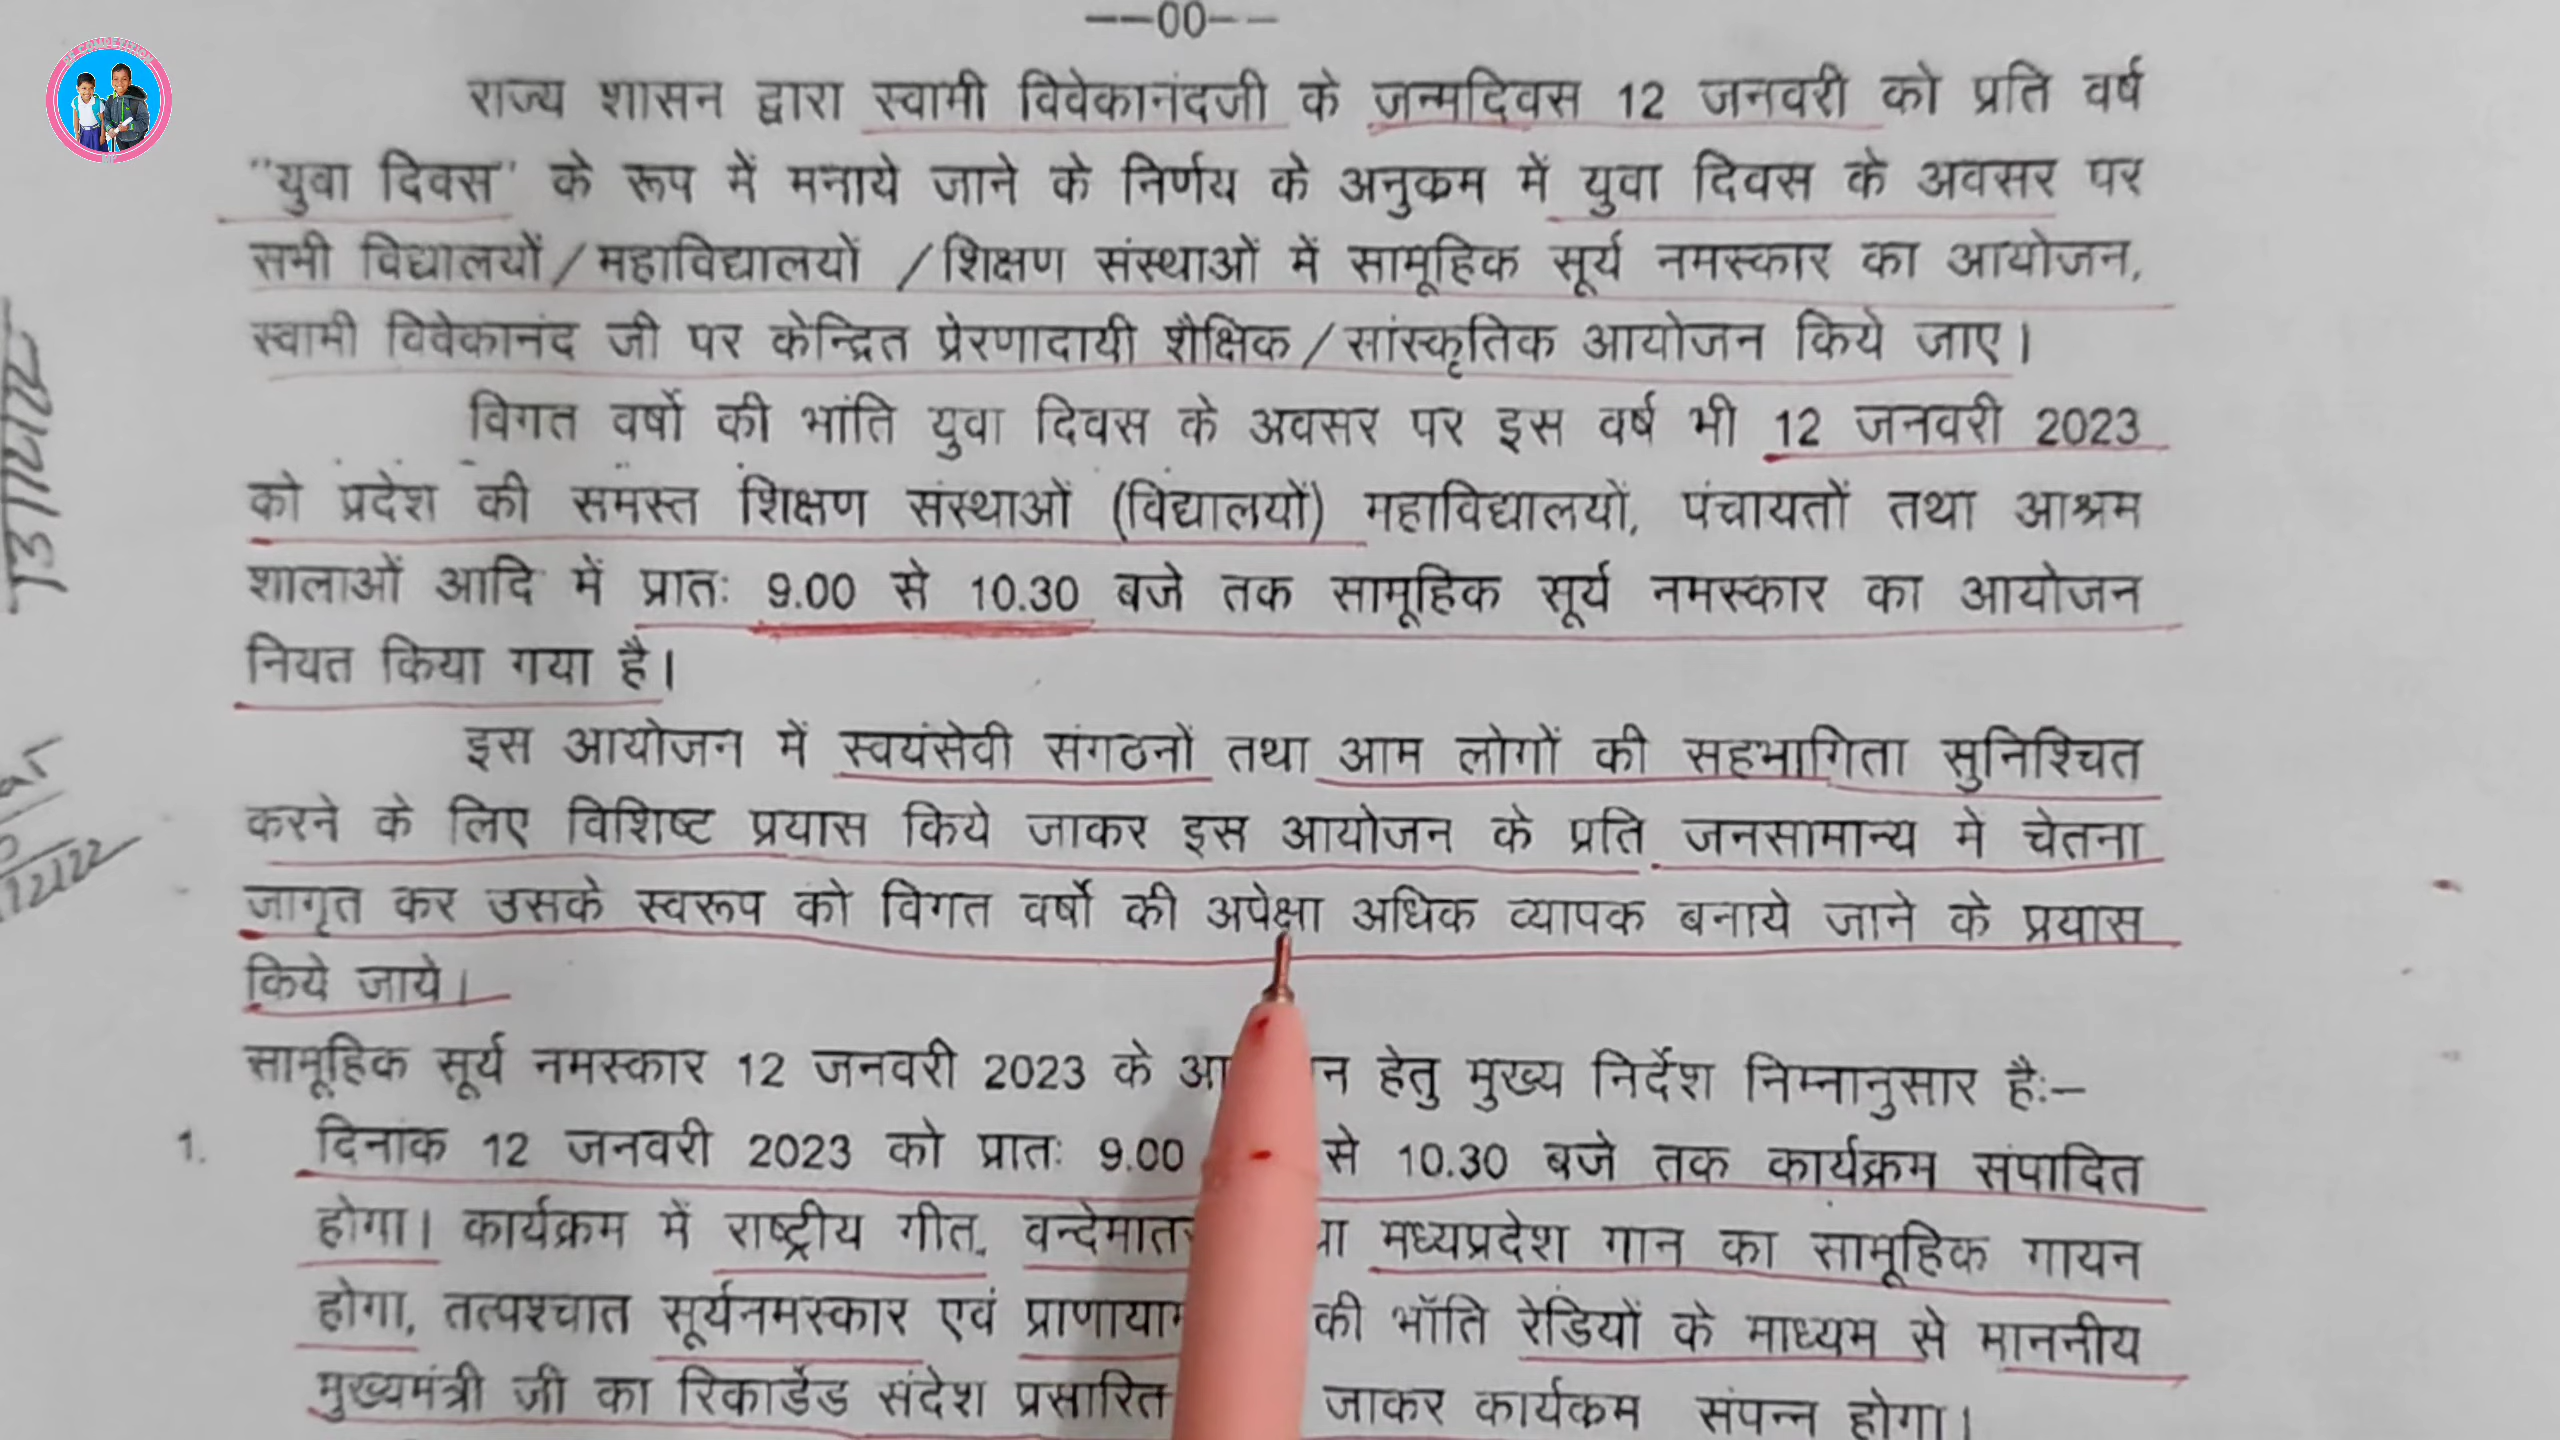 --00--
राज्य शासन द्वारा स्वामी विवेकानंदजी के जन्मदिवस 12 जनवरी को प्रति वर्ष
"युवा दिवस" के रूप में मनाये जाने के निर्णय के अनुकम में युवा दिवस के अवसर पर
सभी विद्यालयों/महाविद्यालयों /शिक्षण संस्थाओं में सामूहिक सूर्य नमस्कार का आयोजन,
स्वामी विवेकानंद जी पर केन्द्रित प्रेरणादायी शैक्षिक/सांस्कृतिक आयोजन किये जाए।
विगत वर्षो की भांति युवा दिवस के अवसर पर इस वर्ष भी 12 जनवरी 2023
को प्रदेश की समस्त शिक्षण संस्थाओं (विद्यालयों) महाविद्यालयों, पंचायतों तथा आश्रम
शालाओं आदि में प्रातः 9.00 से 10.30 बजे तक सामूहिक सूर्य नमस्कार का आयोजन
नियत किया गया है।
इस आयोजन में स्वयंसेवी संगठनों तथा आम लोगों की सहभागिता सुनिश्चित
करने के लिए विशिष्ट प्रयास किये जाकर इस आयोजन के प्रति जनसामान्य मे चेतना
जागृत कर उसके स्वरूप को विगत वर्षो की अपेक्षा अधिक व्यापक बनाये जाने के प्रयास
किये जाये।
सामूहिक सूर्य नमस्कार 12 जनवरी 2023 के हेतु मुख्य निर्देश निम्नानुसार है:-
1. दिनांक 12 जनवरी 2023 को प्रातः 9.00 से 10.30 बजे तक कार्यक्रम संपादित
होगा। कार्यक्रम में राष्ट्रीय गीत, मध्यप्रदेश गान का सामूहिक गायन
होगा, तत्पश्चात सूर्यनमस्कार एवं की भॉति रेडियों के माध्यम से माननीय
मुख्यमंत्री जी का रिकार्डेड संदेश प्रसारित जाकर कार्यकम संपन्न होगा।